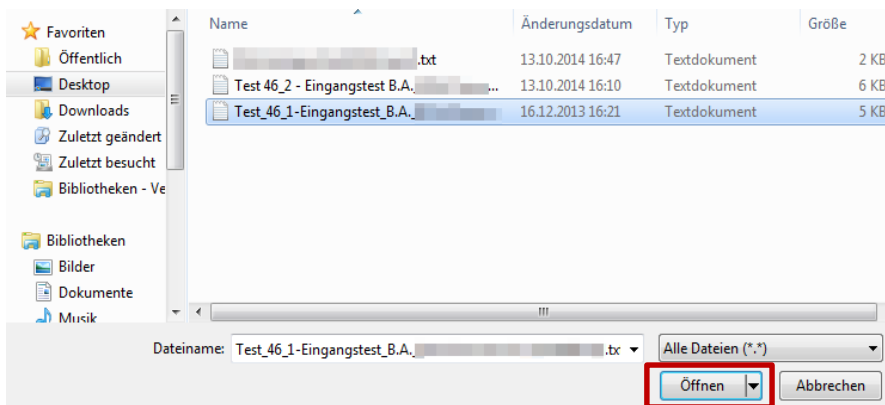 Favoriten
Öffentlich
Desktop
Downloads
Zuletzt geändert
Zuletzt besucht
Bibliotheken - Ve
Bibliotheken
Bilder
Dokumente
Musik
Name Änderungsdatum Typ Größe
.txt 13.10.2014 16:47 Textdokument 2 KB
Test 46_2 - Eingangstest B.A. ... 13.10.2014 16:10 Textdokument 6 KB
Test_46_1-Eingangstest_B.A._ 16.12.2013 16:21 Textdokument 5 KB
Dateiname: Test_46_1-Eingangstest_B.A._ .tx Alle Dateien (*.*)
Öffnen Abbrechen